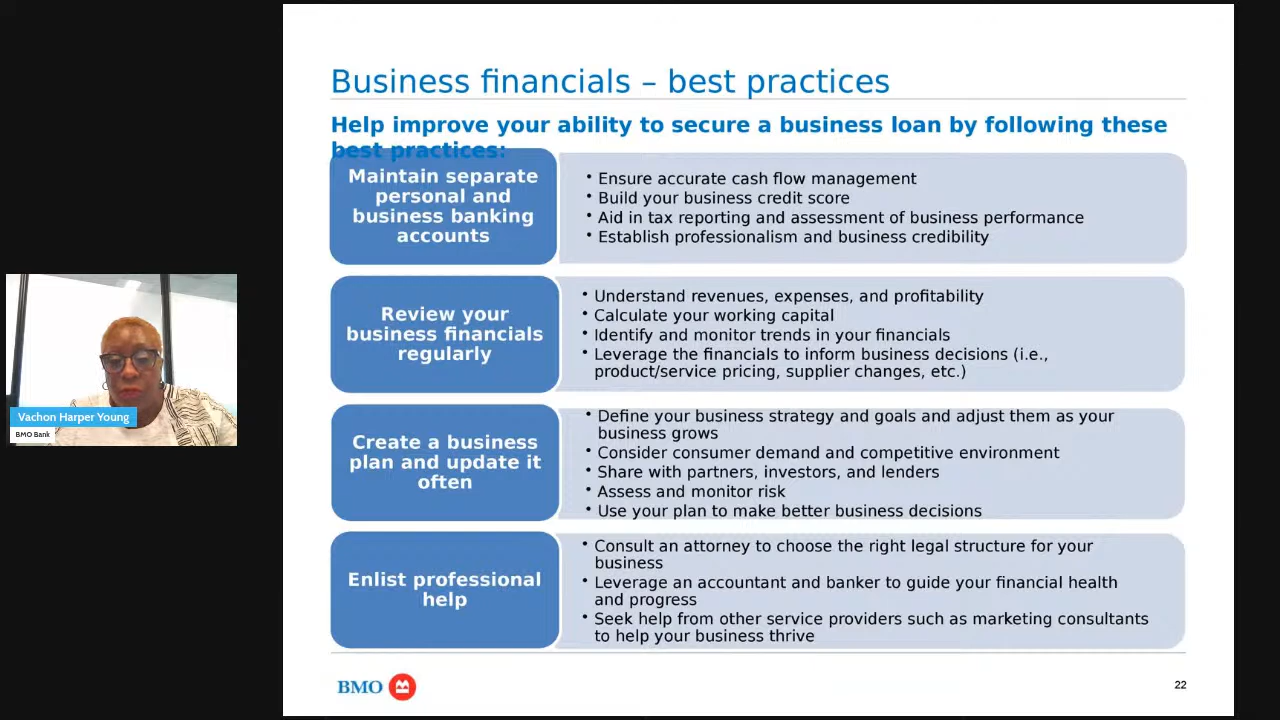 Business financials – best practices
Help improve your ability to secure a business loan by following these
best practices:
Maintain separate
personal and
business banking
accounts
• Ensure accurate cash flow management
• Build your business credit score
• Aid in tax reporting and assessment of business performance
• Establish professionalism and business credibility
Review your
business financials
regularly
• Understand revenues, expenses, and profitability
• Calculate your working capital
• Identify and monitor trends in your financials
• Leverage the financials to inform business decisions (i.e.,
product/service pricing, supplier changes, etc.)
Create a business
plan and update it
often
• Define your business strategy and goals and adjust them as your
business grows
• Consider consumer demand and competitive environment
• Share with partners, investors, and lenders
• Assess and monitor risk
• Use your plan to make better business decisions
Enlist professional
help
• Consult an attorney to choose the right legal structure for your
business
• Leverage an accountant and banker to guide your financial health
and progress
• Seek help from other service providers such as marketing consultants
to help your business thrive
BMO
22
Vachon Harper Young
BMO Bank